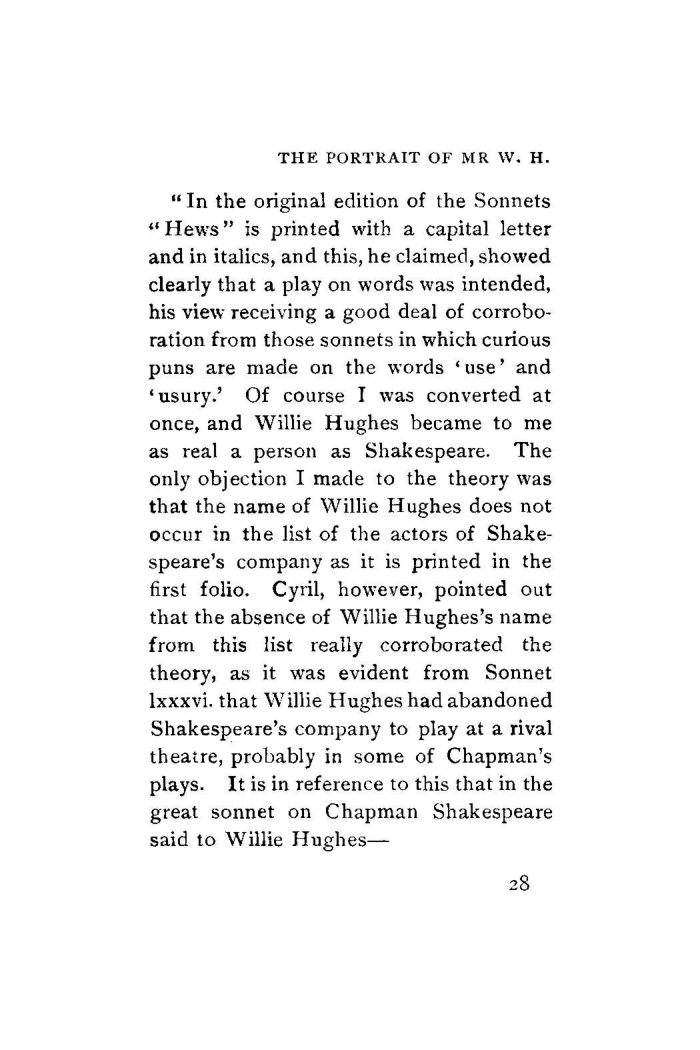 THE PORTRAIT OF MR W. H.
“ In the original edition of the Sonnets
“ Hews ” is printed with a capital letter
and in italics, and this, he claimed, showed
clearly that a play on words was intended,
his view receiving a good deal of corrobo-
ration from those sonnets in which curious
puns are made on the words ‘ use ’ and
‘ usury.’ Of course I was converted at
once, and Willie Hughes became to me
as real a person as Shakespeare. The
only objection I made to the theory was
that the name of Willie Hughes does not
occur in the list of the actors of Shake-
speare’s company as it is printed in the
first folio. Cyril, however, pointed out
that the absence of Willie Hughes’s name
from this list really corroborated the
theory, as it was evident from Sonnet
lxxxvi. that Willie Hughes had abandoned
Shakespeare’s company to play at a rival
theatre, probably in some of Chapman’s
plays. It is in reference to this that in the
great sonnet on Chapman Shakespeare
said to Willie Hughes—
28